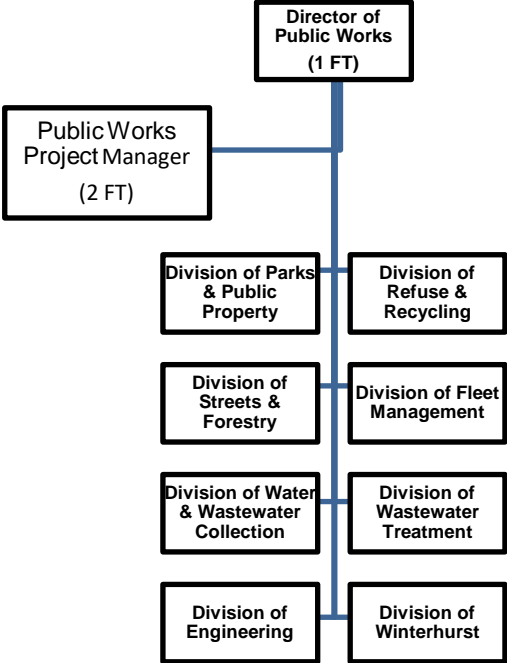 Director of
Public Works
(1 FT)
Public Works
Project Manager
(2 FT)
Division of Parks
& Public
Property
Division of
Refuse &
Recycling
Division of
Streets &
Forestry
Division of Fleet
Management
Division of Water
& Wastewater
Collection
Division of
Wastewater
Treatment
Division of
Engineering
Division of
Winterhurst